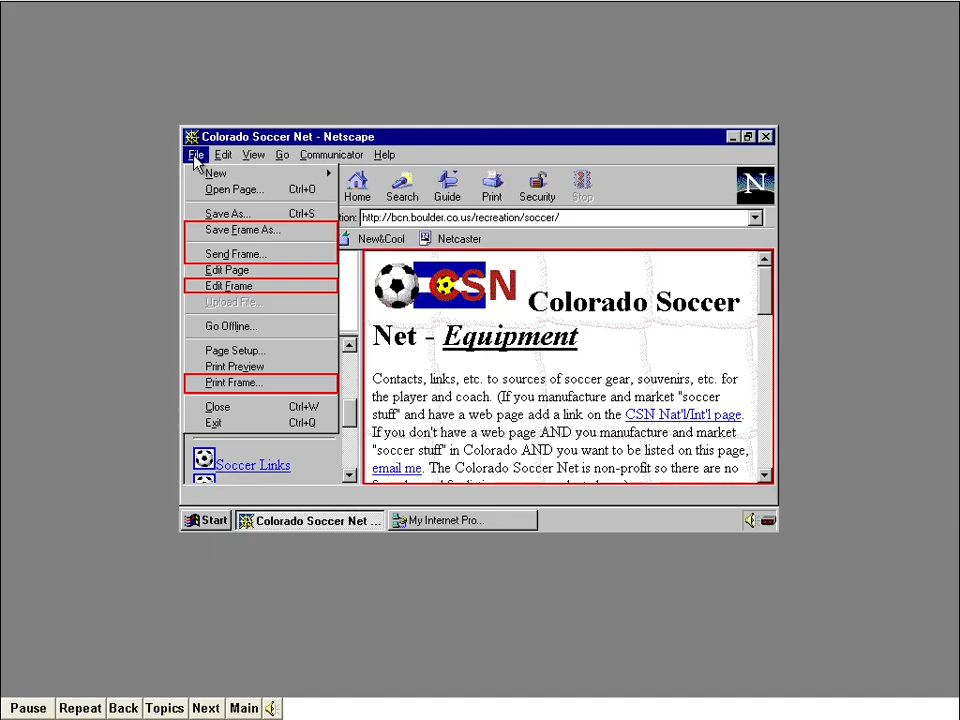 Colorado Soccer Net - Netscape
File Edit View Go Communicator Help
New
Open Page... Ctrl+O
Save As... Ctrl+S
Save Frame As...
Send Frame...
Edit Page
Edit Frame
Upload File...
Go Offline...
Page Setup...
Print Preview
Print Frame...
Close Ctrl+W
Exit Ctrl+Q
Home Search Guide Print Security Stop
N
tion: http://bcn.boulder.co.us/recreation/soccer/
New&Cool Netcaster
CSN Colorado Soccer
Net - Equipment
Contacts, links, etc. to sources of soccer gear, souvenirs, etc. for
the player and coach. (If you manufacture and market "soccer
stuff" and have a web page add a link on the CSN Nat'l/Int'l page.
If you don't have a web page AND you manufacture and market
"soccer stuff" in Colorado AND you want to be listed on this page,
email me. The Colorado Soccer Net is non-profit so there are no
Soccer Links
Start Colorado Soccer Net ... My Internet Pro...
Pause Repeat Back Topics Next Main